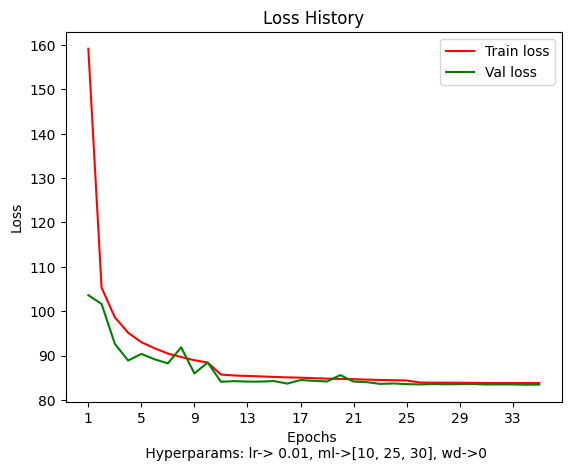 Loss History
Train loss
Val loss
160
150
140
130
120
110
100
90
80
Loss
1 5 9 13 17 21 25 29 33
Epochs
Hyperparams: lr-> 0.01, ml->[10, 25, 30], wd->0